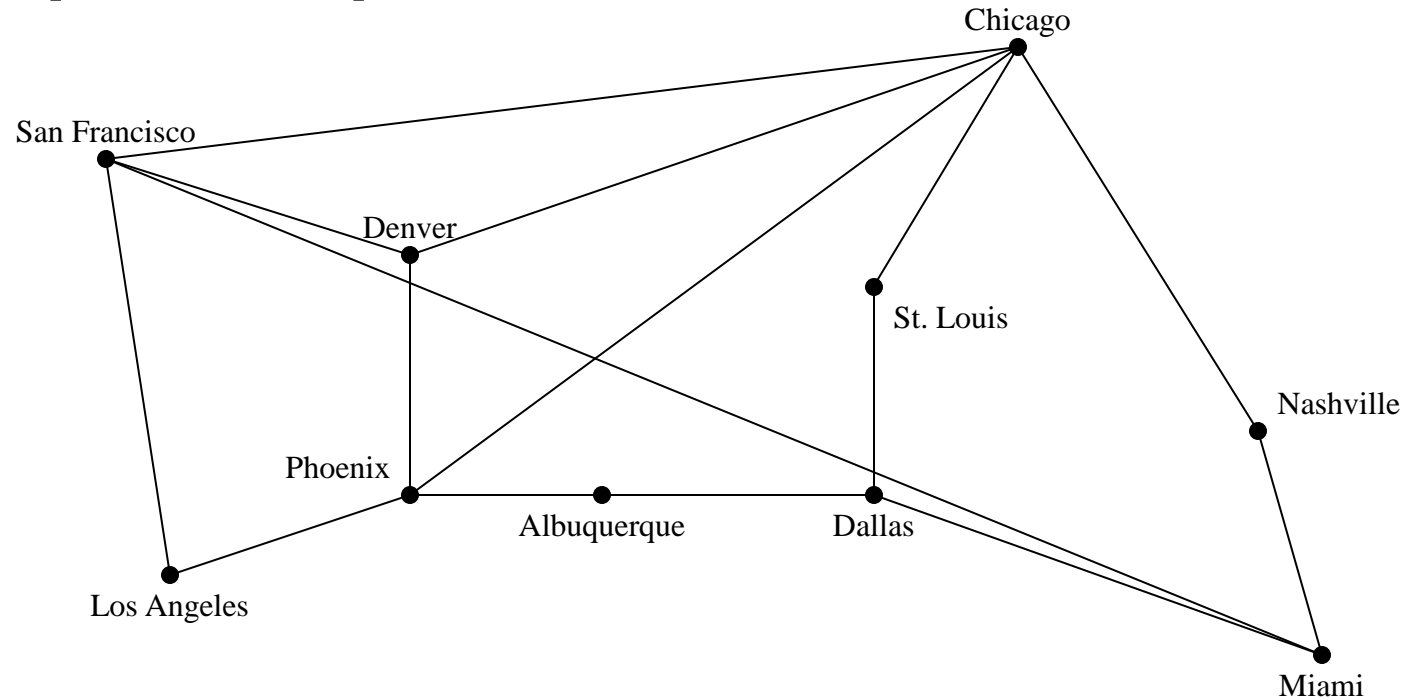 Chicago
San Francisco
Denver
St. Louis
Nashville
Phoenix
Albuquerque
Dallas
Los Angeles
Miami